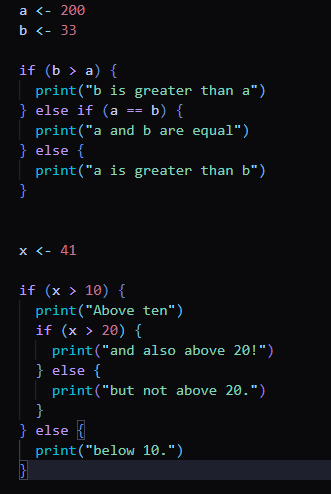 a <- 200
b <- 33

if (b > a) {
  print("b is greater than a")
} else if (a == b) {
  print("a and b are equal")
} else {
  print("a is greater than b")
}


x <- 41

if (x > 10) {
  print("Above ten")
  if (x > 20) {
    print("and also above 20!")
  } else {
    print("but not above 20.")
  }
} else {
  print("below 10.")
}